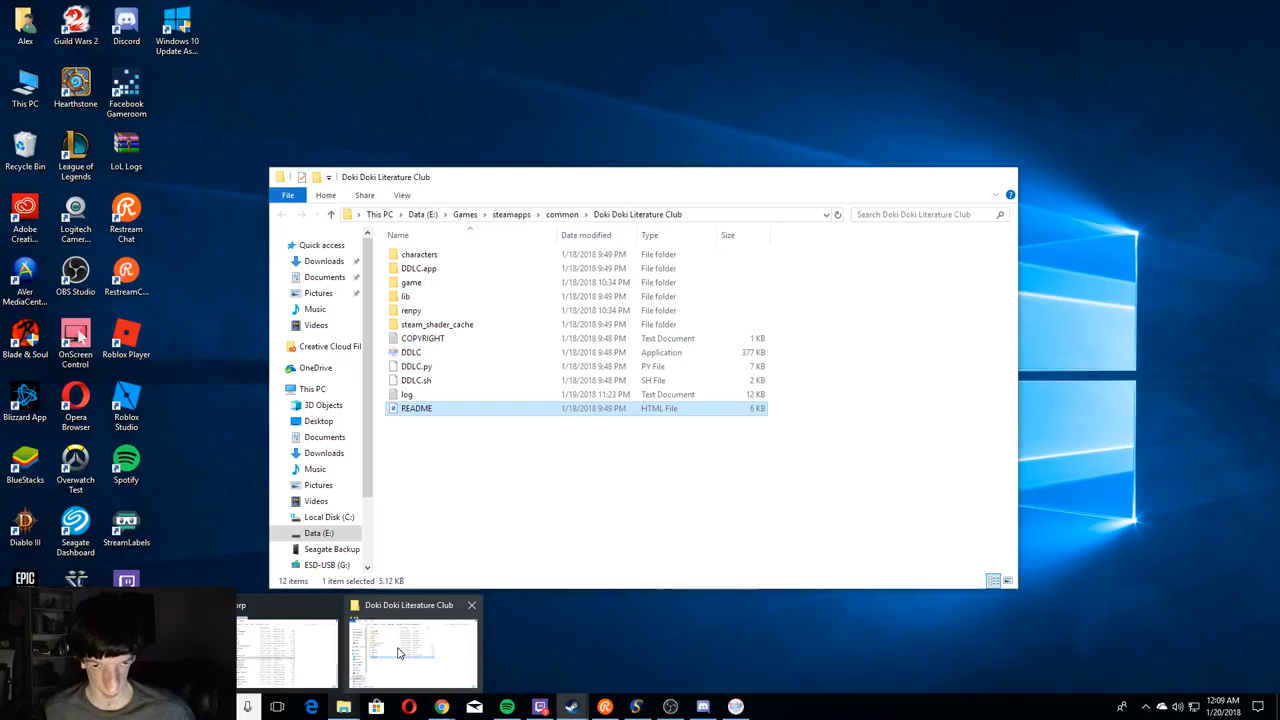 Alex
Guild Wars 2
Discord
Windows 10
Update As...
This PC
Hearthstone
Facebook
Gameroom
Recycle Bin
League of
Legends
LoL Logs
Adobe
Creati...
Logitech
Camer...
Restream
Chat
AVer
MediaCent...
OBS Studio
RestreamC...
Blade & Soul
OnScreen
Control
Roblox Player
Blizzard App
Opera
Browser
Roblox
Studio
BlueStacks
Overwatch
Test
Spotify
Diablo III
Seagate
Dashboard
StreamLabels
EPIC
Doki Doki Literature Club
File Home Share View
This PC > Data (E:) > Games > steamapps > common > Doki Doki Literature Club
Search Doki Doki Literature Club
Name Date modified Type Size
characters 1/18/2018 9:49 PM File folder
DDLC.app 1/18/2018 9:49 PM File folder
game 1/18/2018 10:34 PM File folder
lib 1/18/2018 9:49 PM File folder
renpy 1/18/2018 10:34 PM File folder
steam_shader_cache 1/18/2018 9:49 PM File folder
COPYRIGHT 1/18/2018 9:48 PM Text Document 1 KB
DDLC 1/18/2018 9:48 PM Application 377 KB
DDLC.py 1/18/2018 9:48 PM PY File 7 KB
DDLC.sh 1/18/2018 9:48 PM SH File 2 KB
log 1/19/2018 11:23 PM Text Document 12 KB
README 1/18/2018 9:49 PM HTML File 6 KB
Quick access
Downloads
Documents
Pictures
Music
Videos
Creative Cloud Fil
OneDrive
This PC
3D Objects
Desktop
Documents
Downloads
Music
Pictures
Videos
Local Disk (C:)
Data (E:)
Seagate Backup
ESD-USB (G:)
12 items 1 item selected 5.12 KB
orp
Doki Doki Literature Club
12:09 AM
1/20/2018